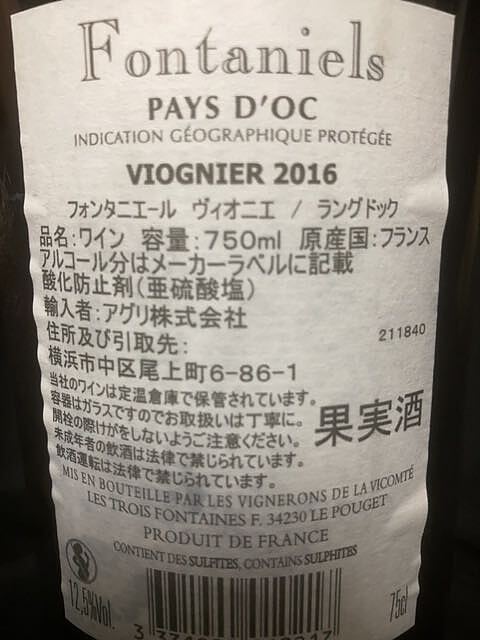 Fontaniels
PAYS D'OC
INDICATION GÉOGRAPHIQUE PROTÉGÉE
VIOGNIER 2016
フォンタニエール ヴィオニエ / ラングドック
品名:ワイン 容量:750ml 原産国:フランス
アルコール分はメーカーラベルに記載
酸化防止剤(亜硫酸塩)
輸入者:アグリ株式会社
住所及び引取先:
211840
横浜市中区尾上町6-86-1
当社のワインは定温倉庫で保管されています。
容器はガラスですのでお取扱いは丁寧に。
開栓の際けがをしないようご注意ください。
未成年者の飲酒は法律で禁じられています。
飲酒運転は法律で禁じられています。
果実酒
MIS EN BOUTEILLE PAR LES VIGNERONS DE LA VICOMTÉ
LES TROIS FONTAINES F. 34230 LE POUGET
PRODUIT DE FRANCE
CONTIENT DES SULFITES, CONTAINS SULPHITES
12,5%Vol.
75cl